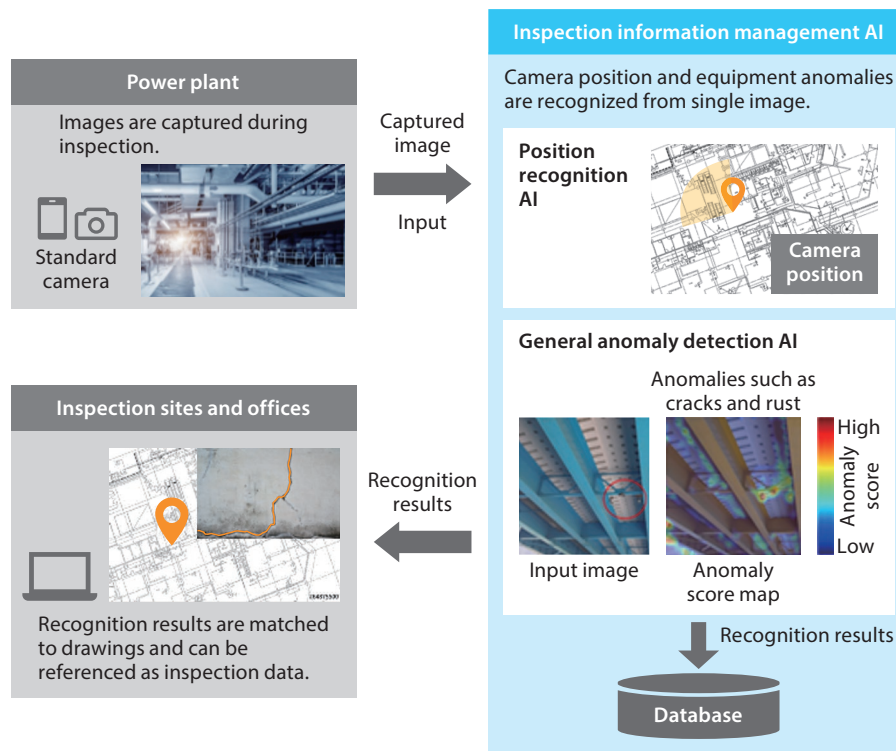 Power plant
Images are captured during
inspection.
Standard
camera
Captured
image
Input
Inspection information management AI
Camera position and equipment anomalies
are recognized from single image.
Position
recognition
AI
Camera
position
General anomaly detection AI
Anomalies such as
cracks and rust
High
Anomaly
score
Low
Input image
Anomaly
score map
Recognition results
Database
Recognition
results
Inspection sites and offices
Recognition results are matched
to drawings and can be
referenced as inspection data.